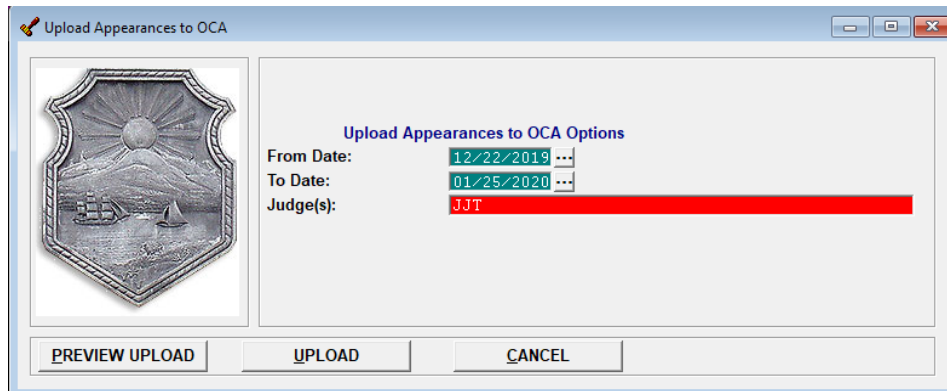 Upload Appearances to OCA
Upload Appearances to OCA Options
From Date: 12/22/2019 ...
To Date: 01/25/2020 ...
Judge(s): JJT
PREVIEW UPLOAD UPLOAD CANCEL